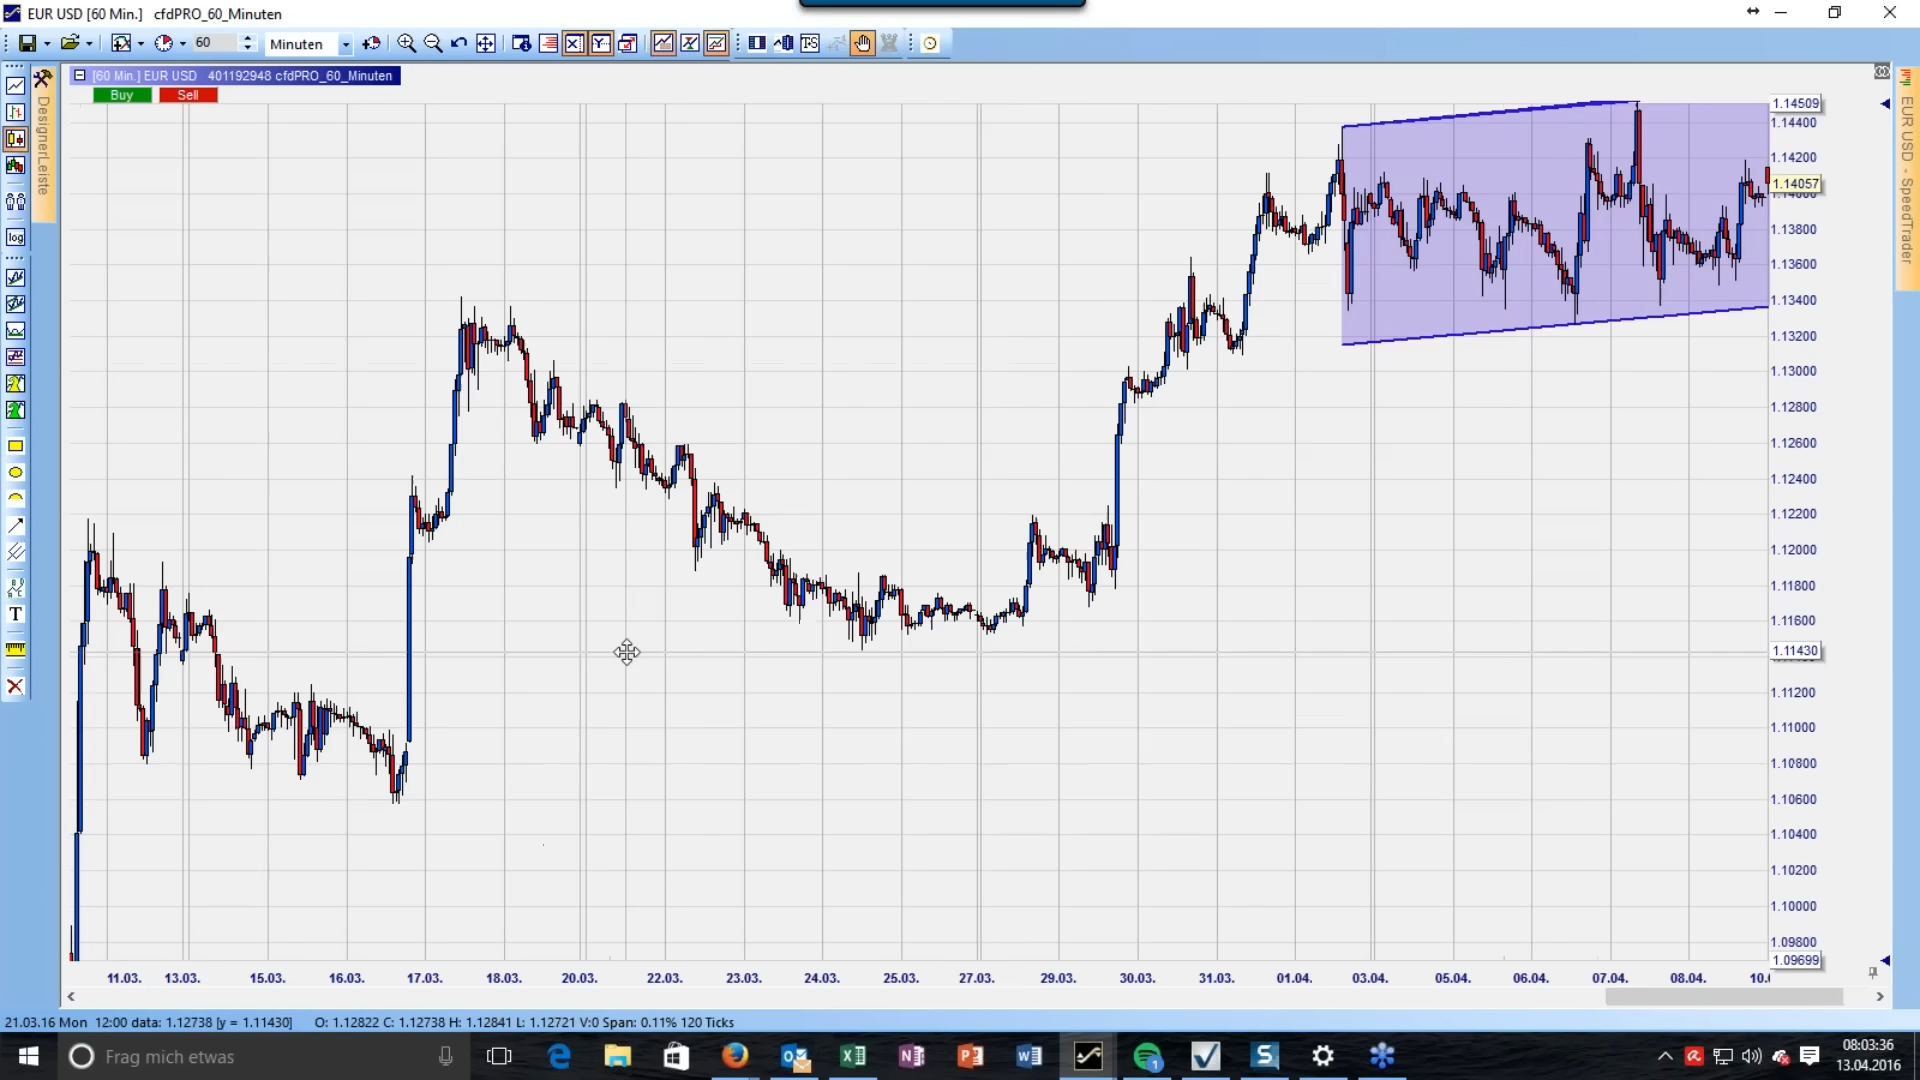 EUR USD [60 Min.] cfdPRO_60_Minuten
60 Minuten
T-S
[60 Min.] EUR USD 401192948 cfdPRO_60_Minuten
Buy Sell
DesignerLeiste
log
T
EUR USD - SpeedTrader
1.14509
1.14400
1.14200
1.14057
1.13800
1.13600
1.13400
1.13200
1.13000
1.12800
1.12600
1.12400
1.12200
1.12000
1.11800
1.11600
1.11430
1.11200
1.11000
1.10800
1.10600
1.10400
1.10200
1.10000
1.09800
1.09699
11.03. 13.03. 15.03. 16.03. 17.03. 18.03. 20.03. 22.03. 23.03. 24.03. 25.03. 27.03. 29.03. 30.03. 31.03. 01.04. 03.04. 05.04. 06.04. 07.04. 08.04.
21.03.16 Mon 12:00 data: 1.12738 [y = 1.11430] O: 1.12822 C: 1.12738 H: 1.12841 L: 1.12721 V:0 Span: 0.11% 120 Ticks
Frag mich etwas
08:03:36
13.04.2016